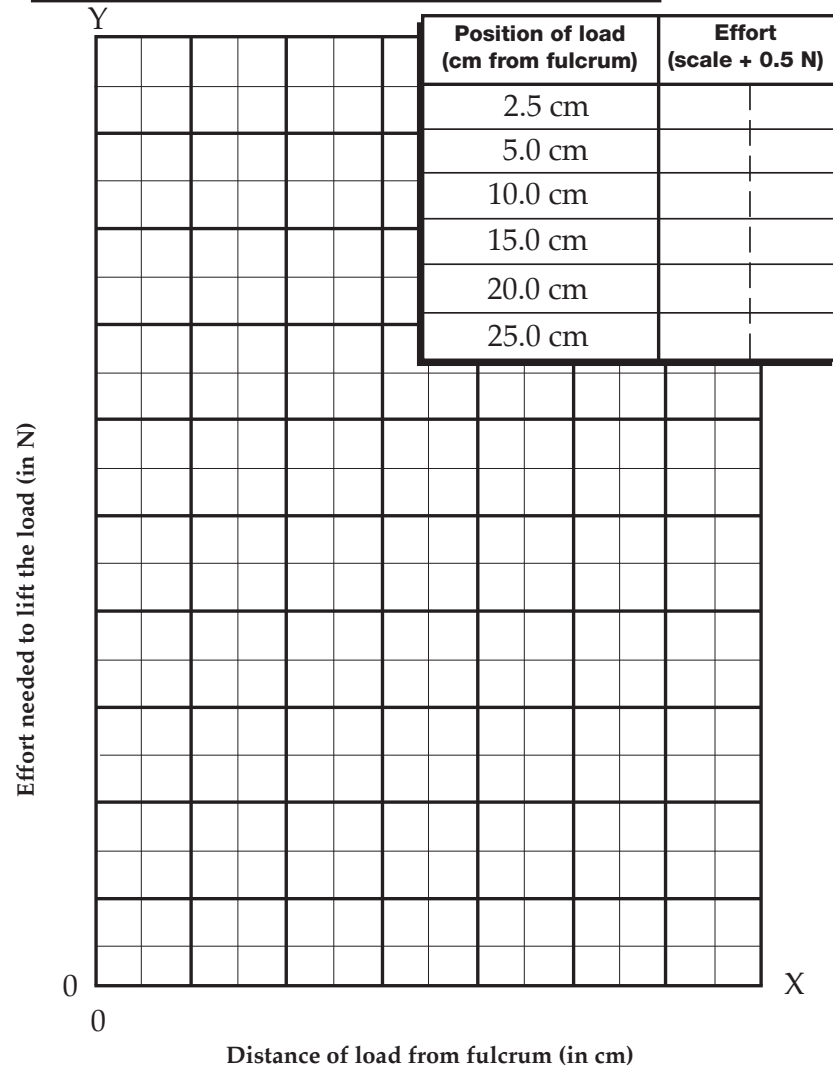 Y
Position of load Effort
(cm from fulcrum) (scale + 0.5 N)
2.5 cm
5.0 cm
10.0 cm
15.0 cm
20.0 cm
25.0 cm
Effort needed to lift the load (in N)
0 X
0
Distance of load from fulcrum (in cm)